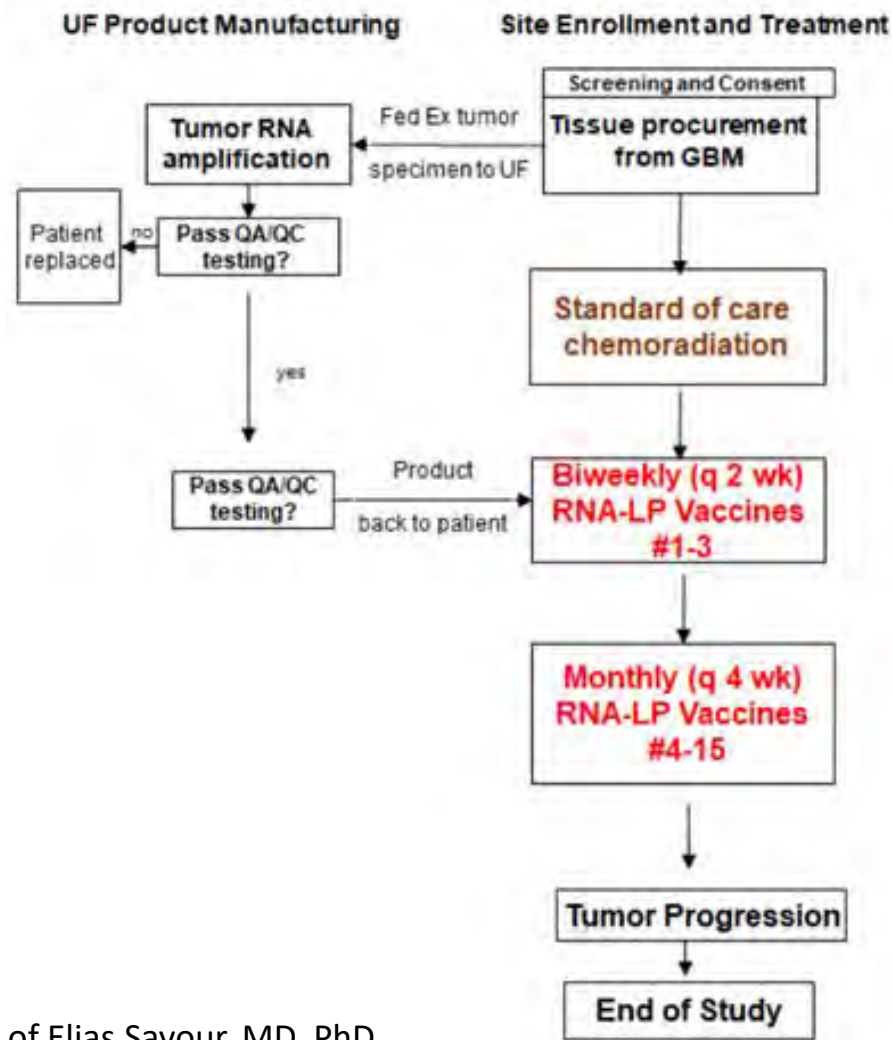 UF Product Manufacturing
Site Enrollment and Treatment
Screening and Consent
Tissue procurement
from GBM
Fed Ex tumor
specimen to UF
Tumor RNA
amplification
Pass QA/QC
testing?
no
Patient
replaced
yes
Standard of care
chemoradiation
Pass QA/QC
testing?
Product
back to patient
Biweekly (q 2 wk)
RNA-LP Vaccines
#1-3
Monthly (q 4 wk)
RNA-LP Vaccines
#4-15
Tumor Progression
End of Study
of Elias Sayour, MD, PhD